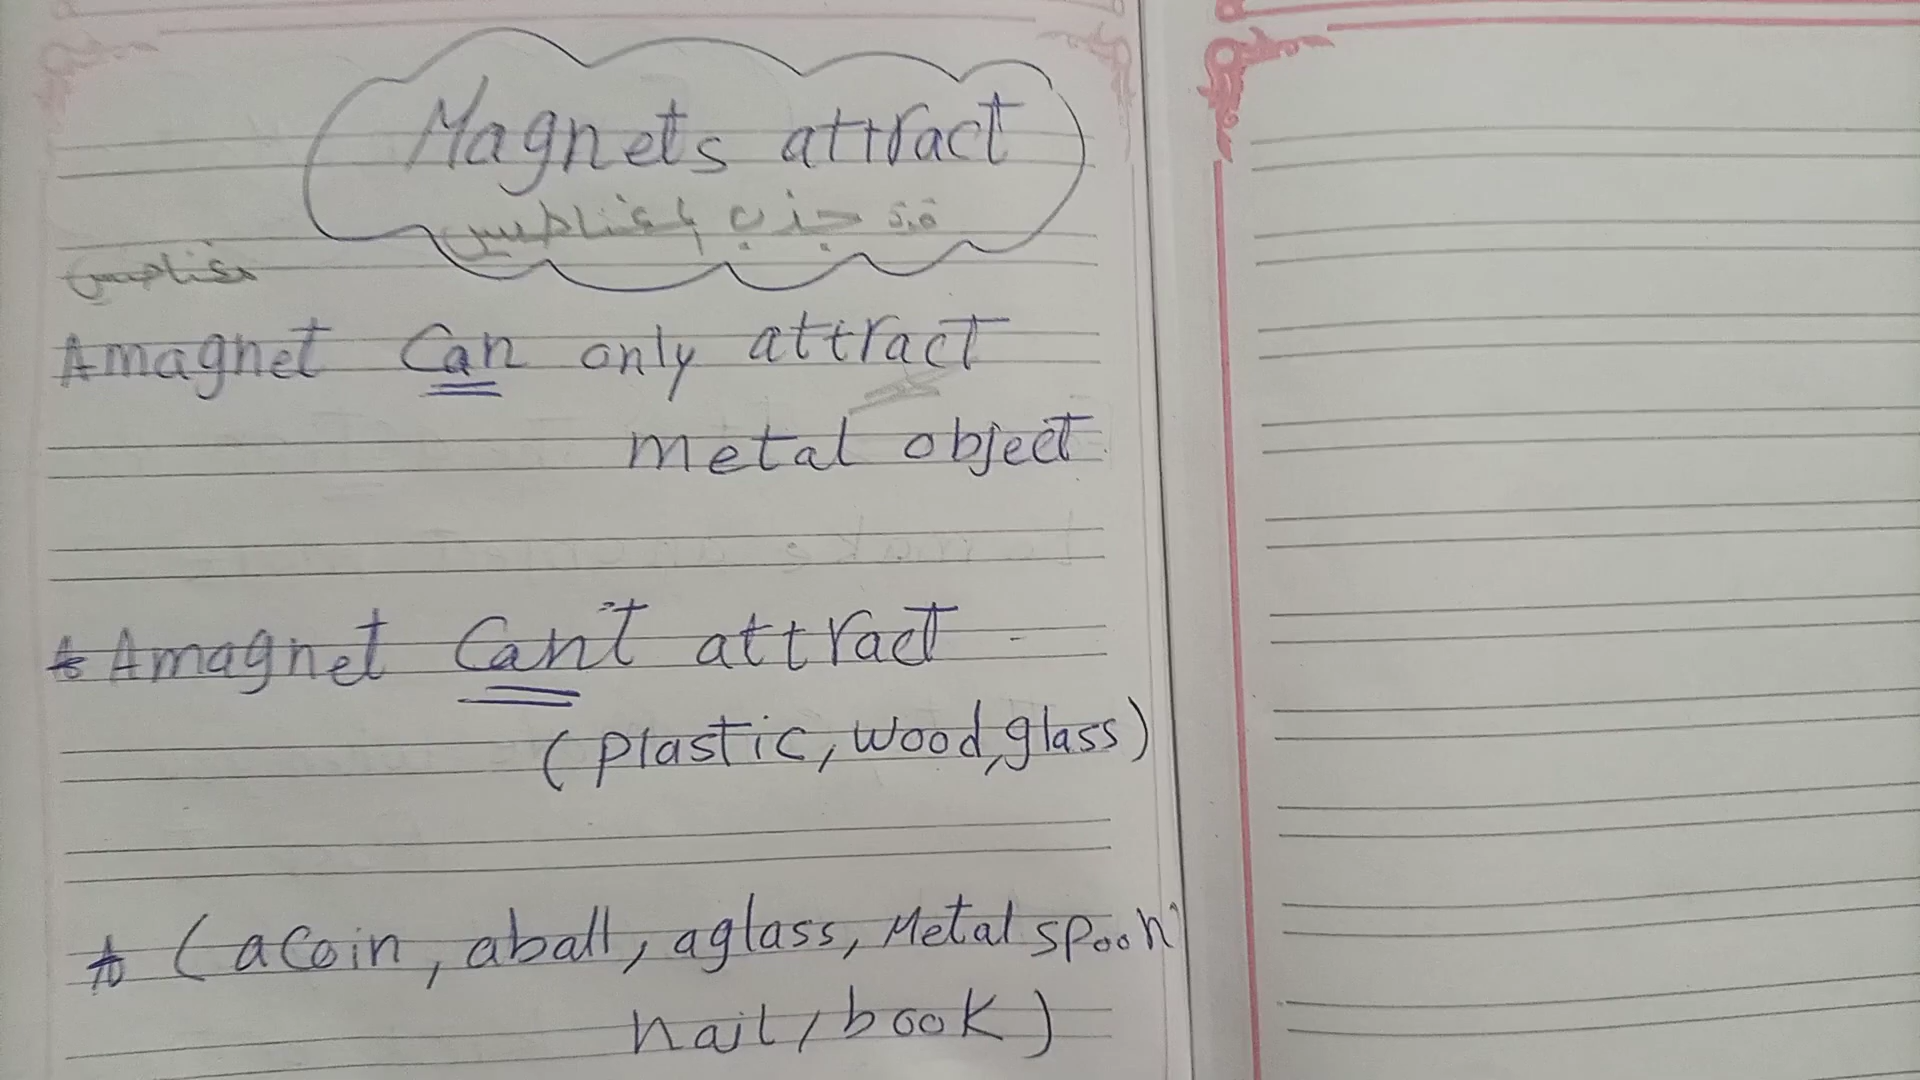 Magnets attract
قوة جذب المغناطيس
مغناطيس
A magnet Can only attract
metal object
A magnet Can't attract
(plastic, wood, glass)
(a Coin, a ball, a glass, Metal spoon
nail, book)